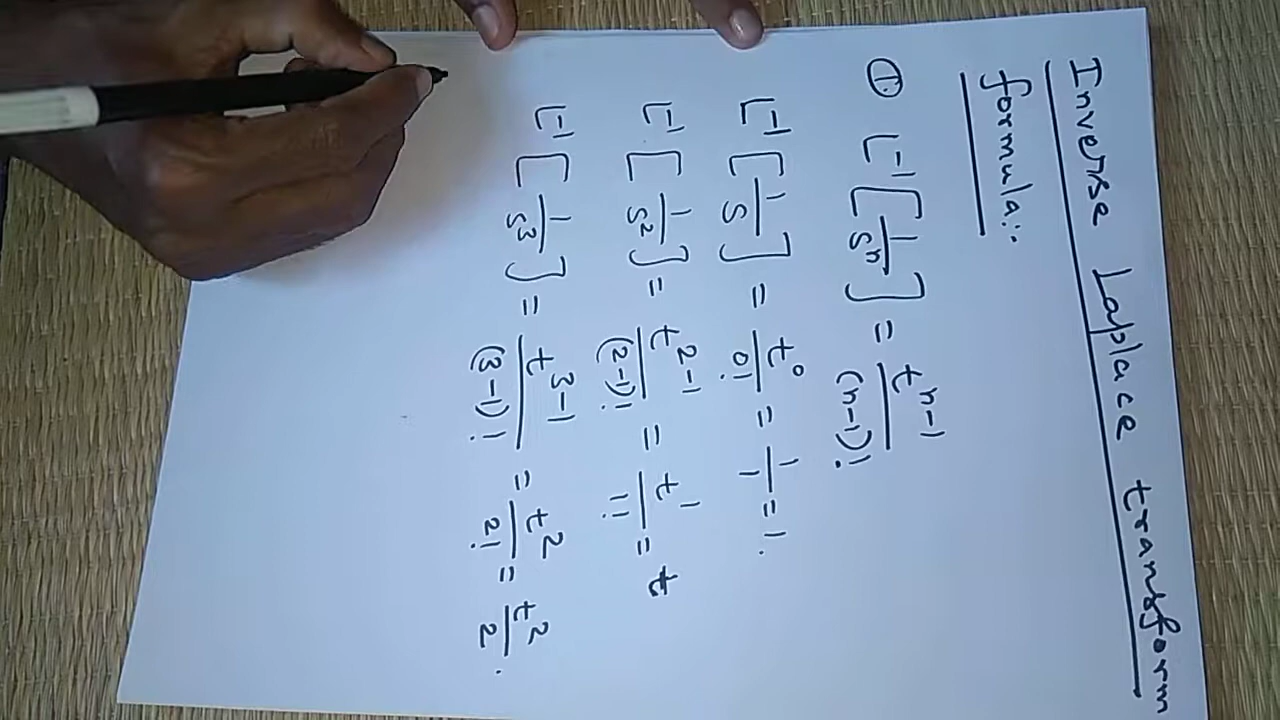 Inverse Laplace transform
formula:-
① L⁻¹[1/Sⁿ] = tⁿ⁻¹/(n-1)!
L⁻¹[1/S] = t⁰/0! = 1/1 = 1.
L⁻¹[1/S²] = t²⁻¹/(2-1)! = t¹/1! = t
L⁻¹[1/S³] = t³⁻¹/(3-1)! = t²/2! = t²/2.